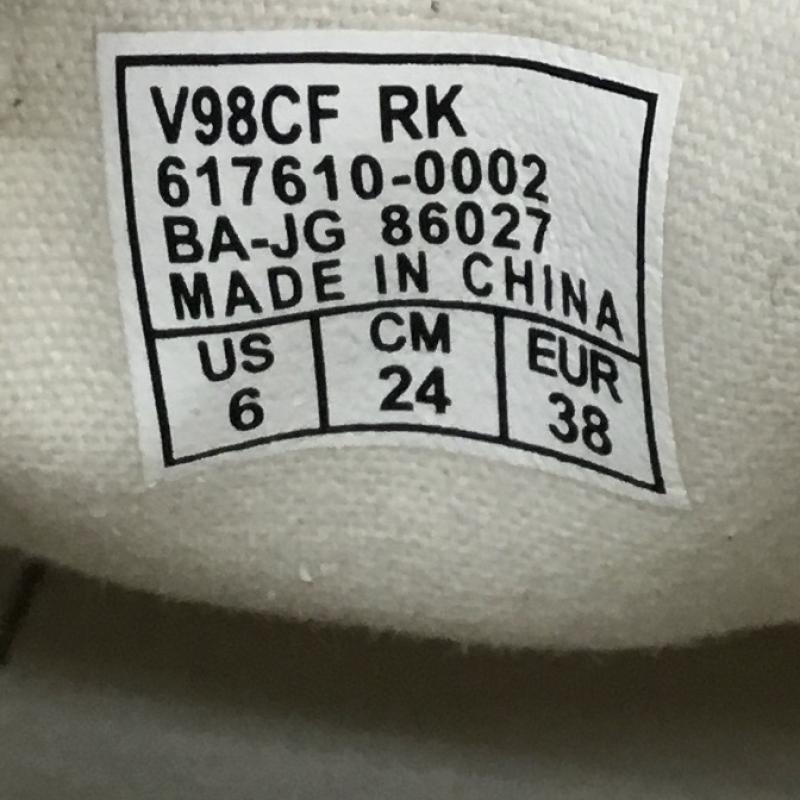 V98CF RK
617610-0002
BA-JG 86027
MADE IN CHINA
US CM EUR
6 24 38